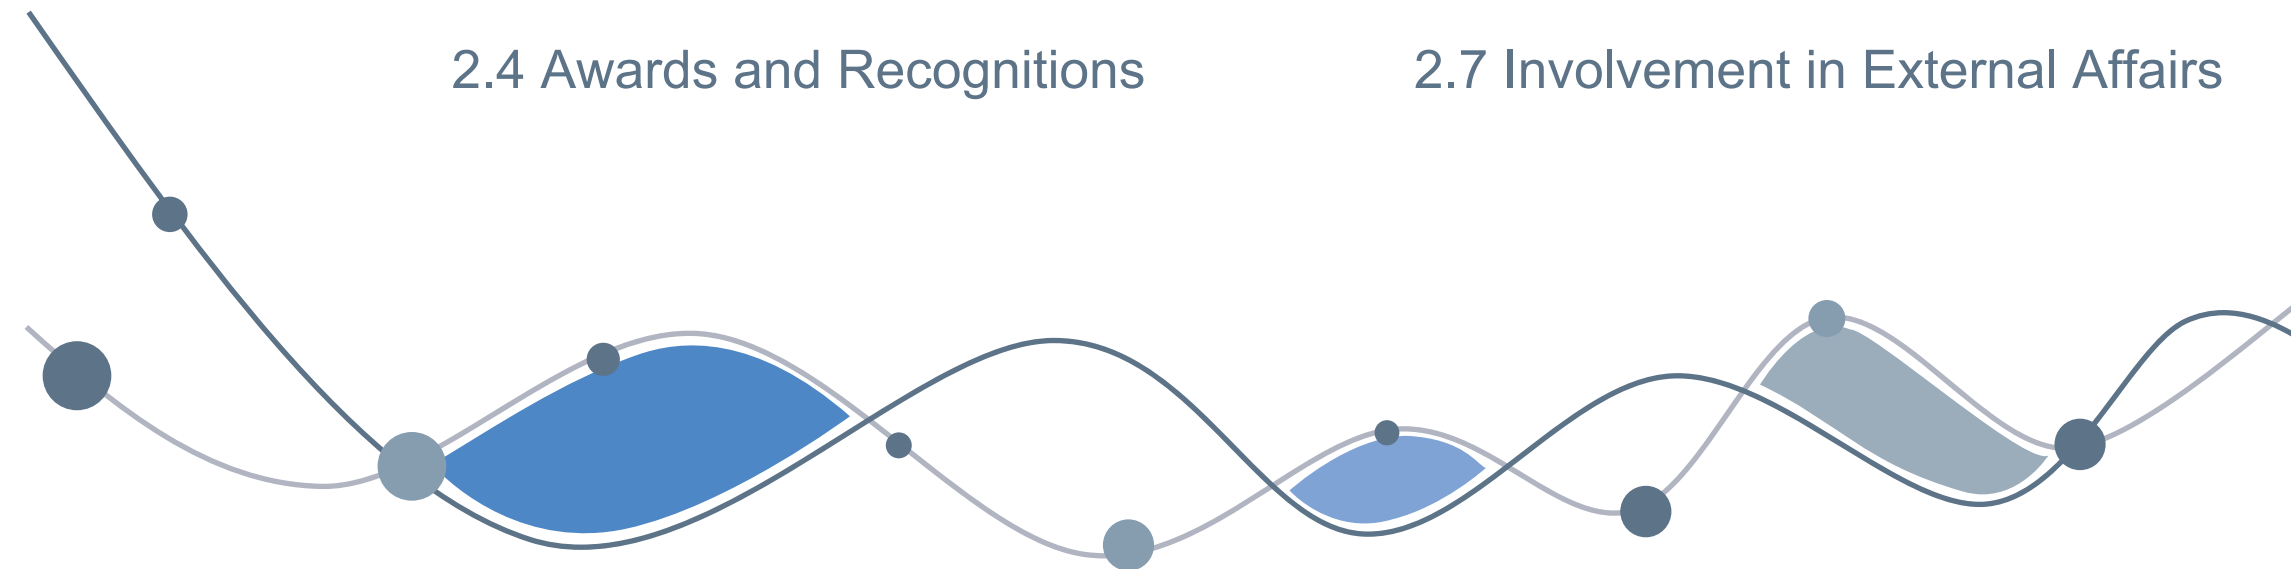 2.4 Awards and Recognitions
2.7 Involvement in External Affairs